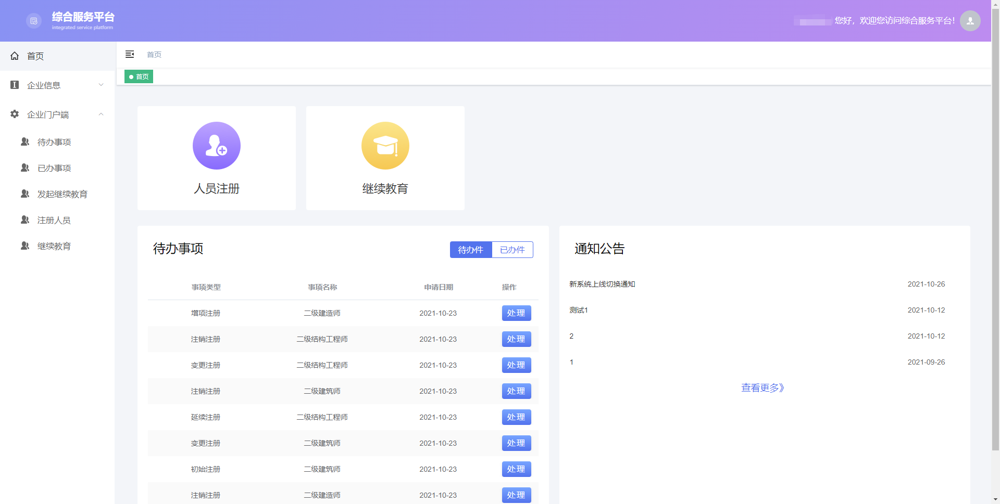 综合服务平台
integrated service platform
您好，欢迎您访问综合服务平台!
首页
企业信息
企业门户端
待办事项
已办事项
发起继续教育
注册人员
继续教育
首页
首页
人员注册
继续教育
待办事项
待办件 已办件
事项类型 事项名称 申请日期 操作
增项注册 二级建造师 2021-10-23 处理
注销注册 二级结构工程师 2021-10-23 处理
变更注册 二级结构工程师 2021-10-23 处理
注销注册 二级建筑师 2021-10-23 处理
延续注册 二级结构工程师 2021-10-23 处理
变更注册 二级建筑师 2021-10-23 处理
初始注册 二级建筑师 2021-10-23 处理
注销注册 二级建造师 2021-10-23 处理
通知公告
新系统上线切换通知 2021-10-26
测试1 2021-10-12
2 2021-10-12
1 2021-09-26
查看更多》